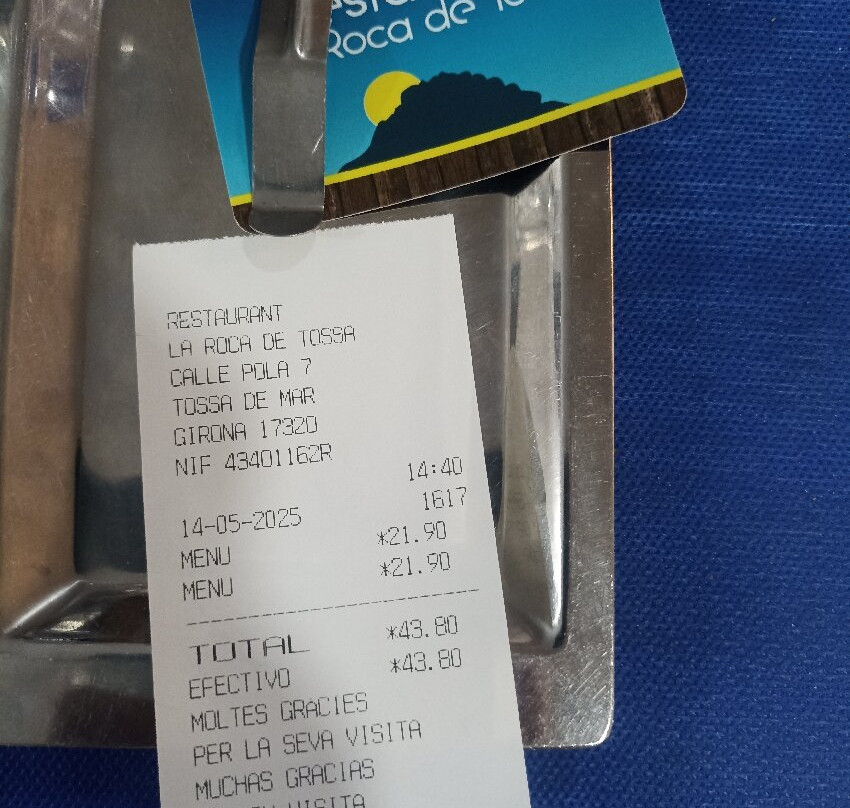 Roca de
RESTAURANT
LA ROCA DE TOSSA
CALLE POLA 7
TOSSA DE MAR
GIRONA 17320
NIF 43401162R
14:40
14-05-2025 1617
MENU *21.90
MENU *21.90
TOTAL *43.80
EFECTIVO *43.80
MOLTES GRACIES
PER LA SEVA VISITA
MUCHAS GRACIAS
VISITA